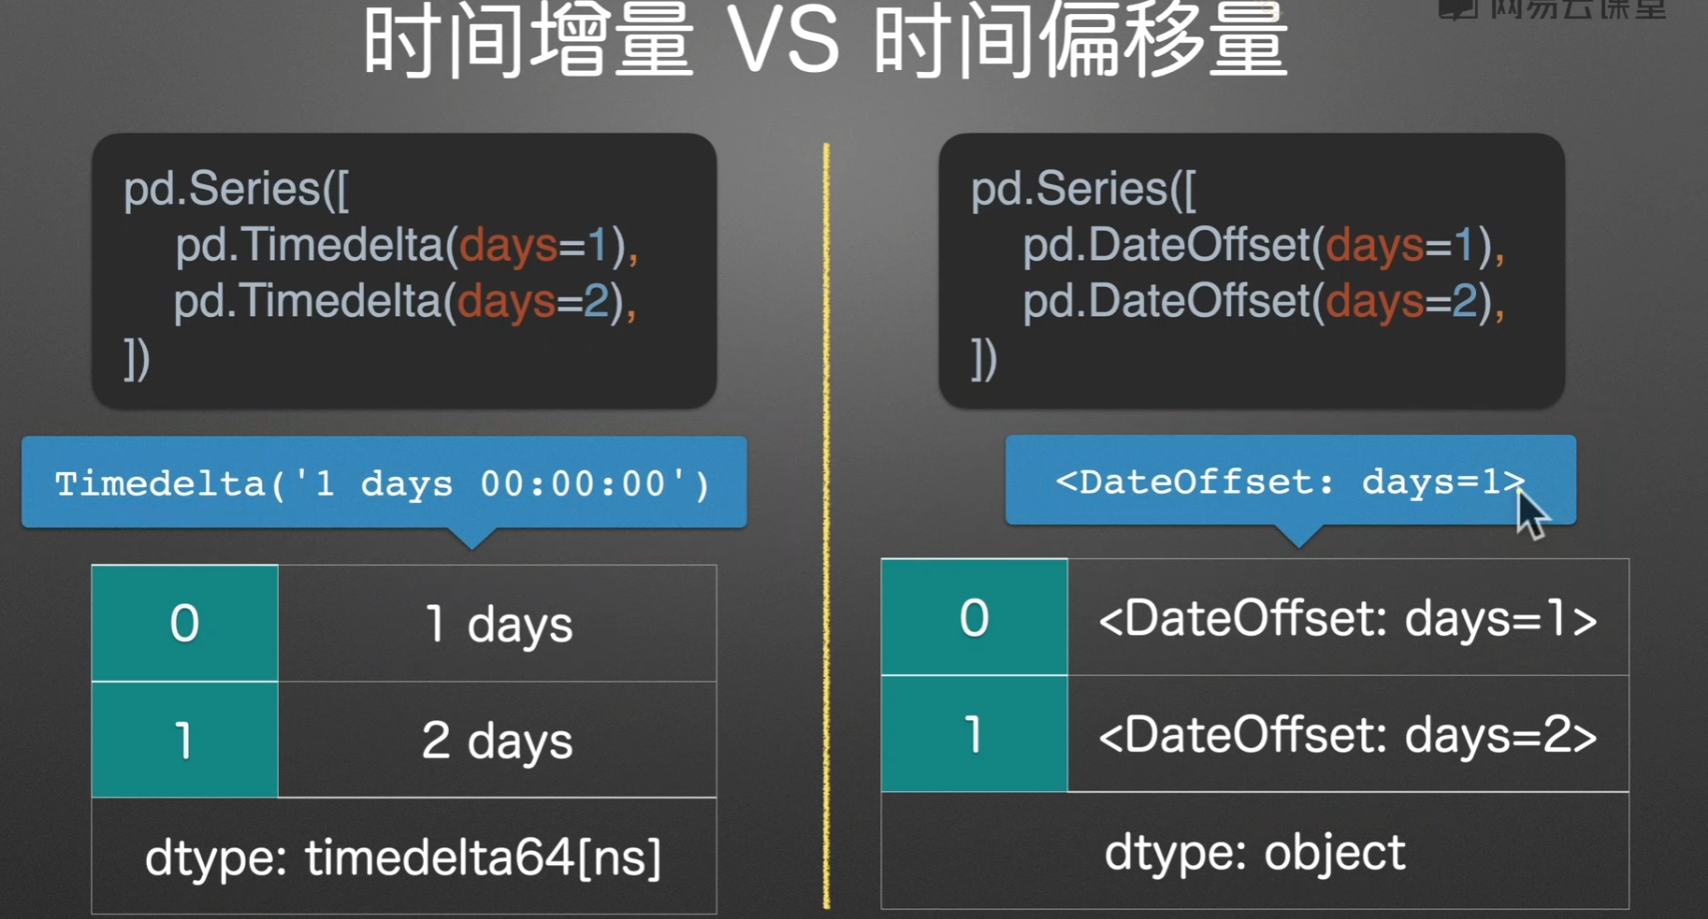 网易云课堂
时间增量 VS 时间偏移量
pd.Series([
pd.Timedelta(days=1),
pd.Timedelta(days=2),
])
Timedelta('1 days 00:00:00')
0 1 days
1 2 days
dtype: timedelta64[ns]
pd.Series([
pd.DateOffset(days=1),
pd.DateOffset(days=2),
])
<DateOffset: days=1>
0 <DateOffset: days=1>
1 <DateOffset: days=2>
dtype: object